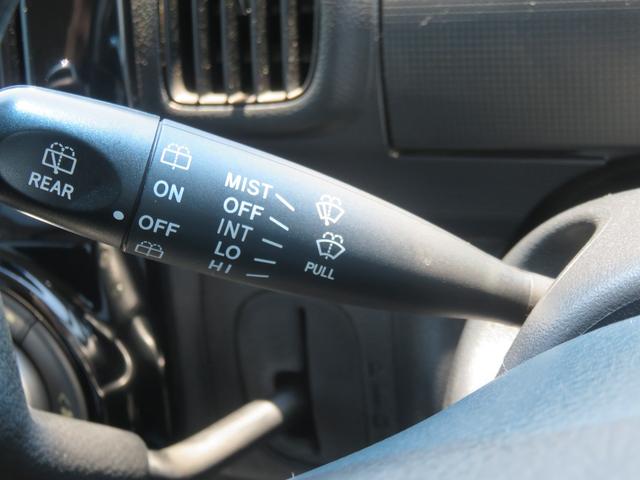 REAR
ON
OFF
MIST
OFF
INT
LO
HI
PULL